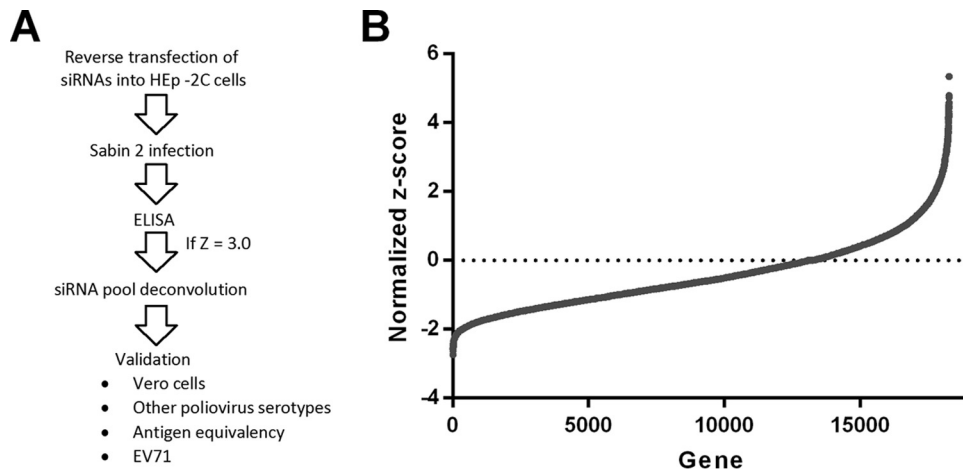 A
Reverse transfection of
siRNAs into HEp -2C cells
Sabin 2 infection
ELISA
If Z = 3.0
siRNA pool deconvolution
Validation
● Vero cells
● Other poliovirus serotypes
● Antigen equivalency
● EV71
B
Normalized z-score
6
4
2
0
-2
-4
0 5000 10000 15000
Gene